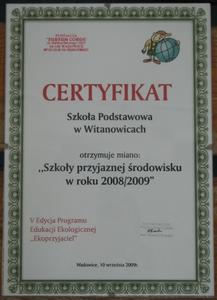 CERTYFIKAT
Szkoła Podstawowa
w Witanowicach
otrzymuje miano:
,,Szkoły przyjaznej środowisku
w roku 2008/2009"
V Edycja Programu
Edukacji Ekologicznej
,,Ekoprzyjaciel"
Wadowice, 10 września 2009r.